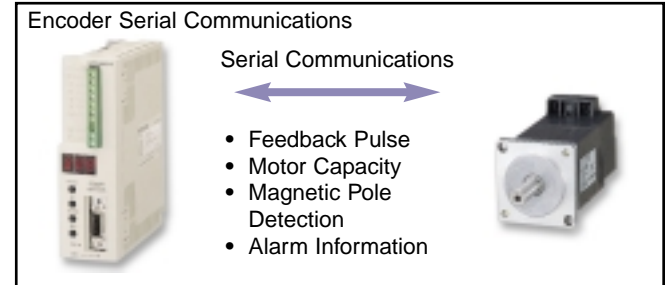 Encoder Serial Communications
Serial Communications
• Feedback Pulse
• Motor Capacity
• Magnetic Pole
Detection
• Alarm Information